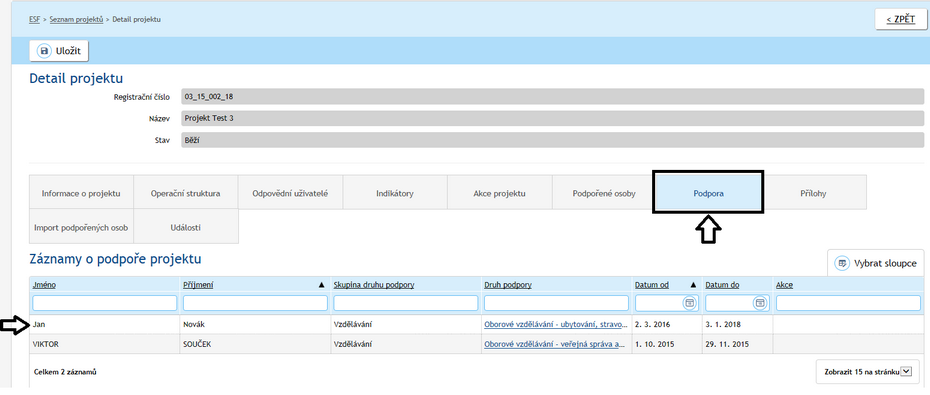 ESF > Seznam projektů > Detail projektu
< ZPĚT
Uložit
Detail projektu
Registrační číslo 03_15_002_18
Název Projekt Test 3
Stav Běží
Informace o projektu Operační struktura Odpovědní uživatelé Indikátory Akce projektu Podpořené osoby Podpora Přílohy
Import podpořených osob Události
Záznamy o podpoře projektu
Vybrat sloupce
Jméno Příjmení ▲ Skupina druhu podpory Druh podpory Datum od ▲ Datum do Akce
Jan Novák Vzdělávání Oborové vzdělávání - ubytování, stravo... 2. 3. 2016 3. 1. 2018
VIKTOR SOUČEK Vzdělávání Oborové vzdělávání - veřejná správa a... 1. 10. 2015 29. 11. 2015
Celkem 2 záznamů
Zobrazit 15 na stránku